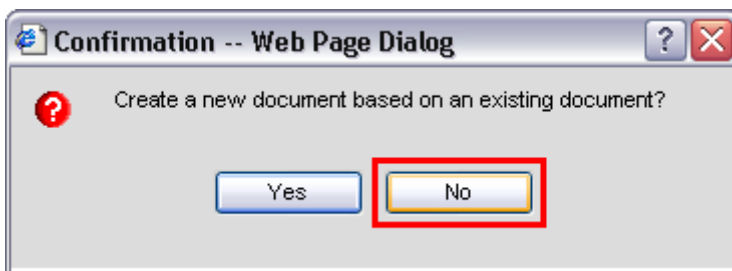 Confirmation -- Web Page Dialog
Create a new document based on an existing document?
Yes No